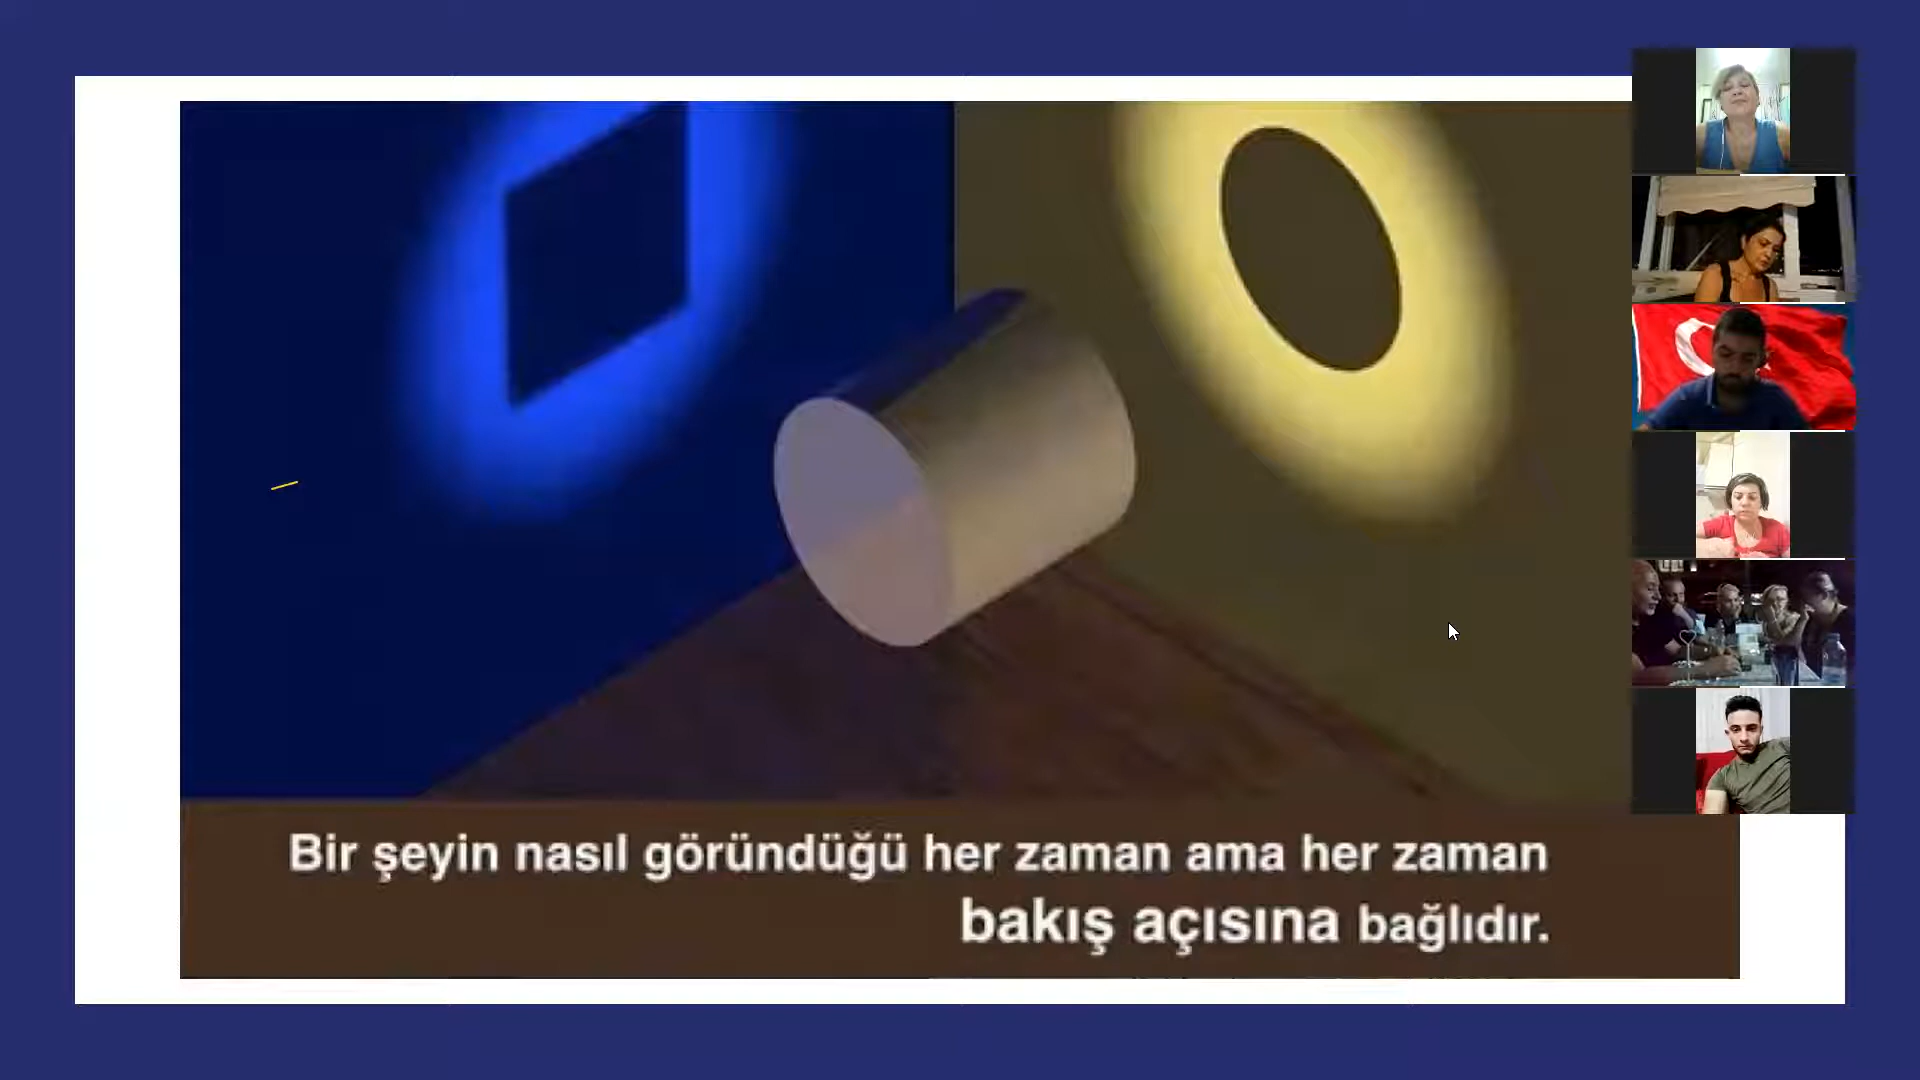 Bir şeyin nasıl göründüğü her zaman ama her zaman
bakış açısına bağlıdır.